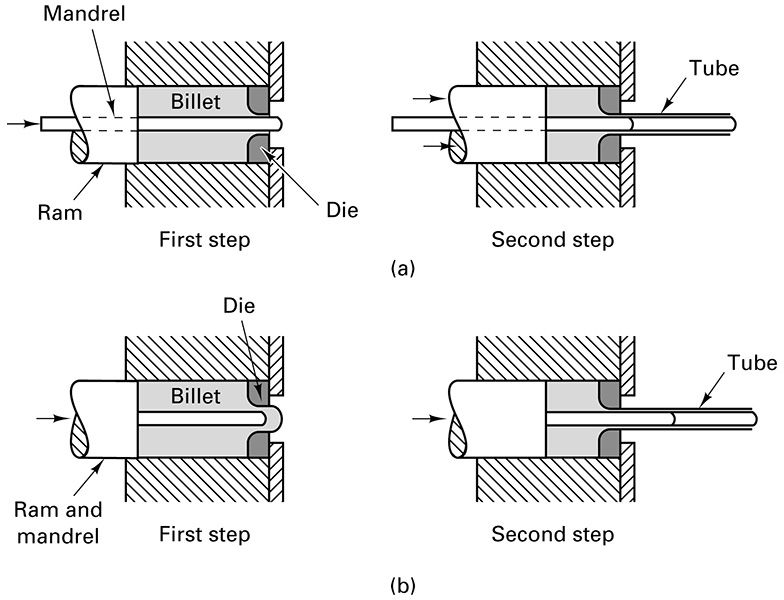 Mandrel
Billet
Ram
Die
First step
Tube
Second step
(a)
Die
Billet
Ram and
mandrel
First step
Tube
Second step
(b)